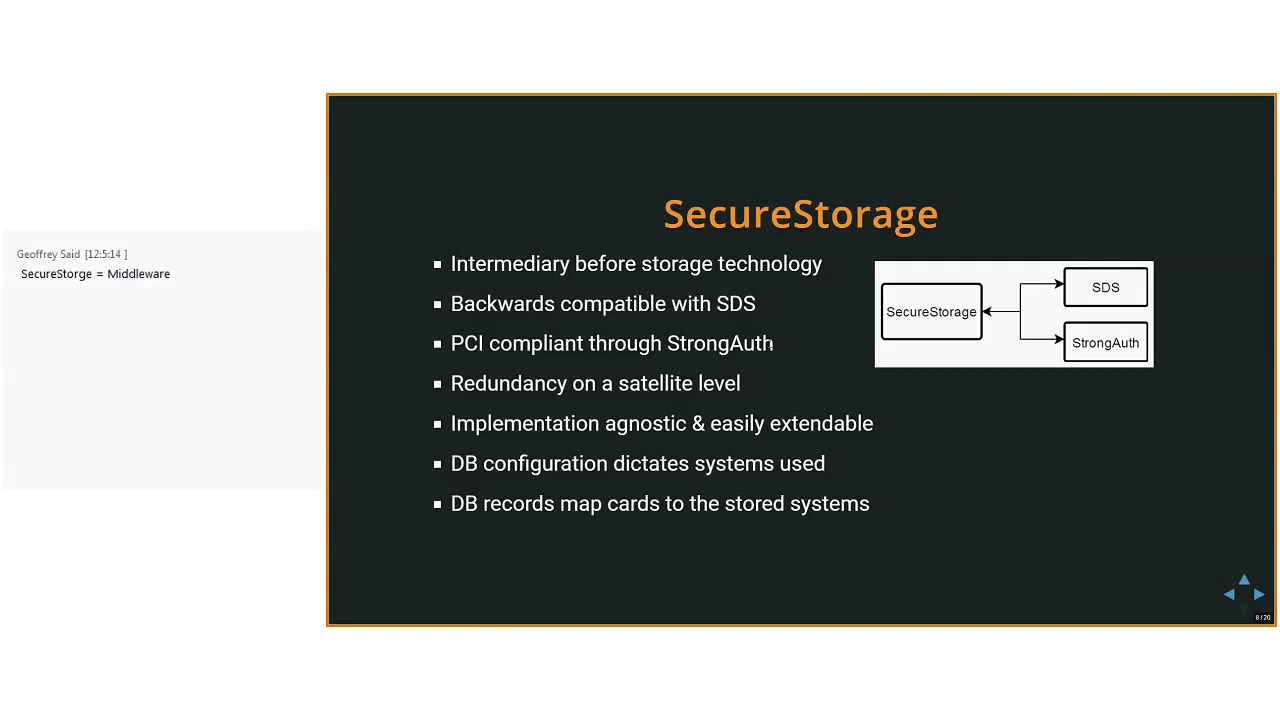 Geoffrey Said [12:5:14 ]
SecureStorge = Middleware
SecureStorage
Intermediary before storage technology
Backwards compatible with SDS
PCI compliant through StrongAuth
Redundancy on a satellite level
Implementation agnostic & easily extendable
DB configuration dictates systems used
DB records map cards to the stored systems
SecureStorage
SDS
StrongAuth
8 / 20